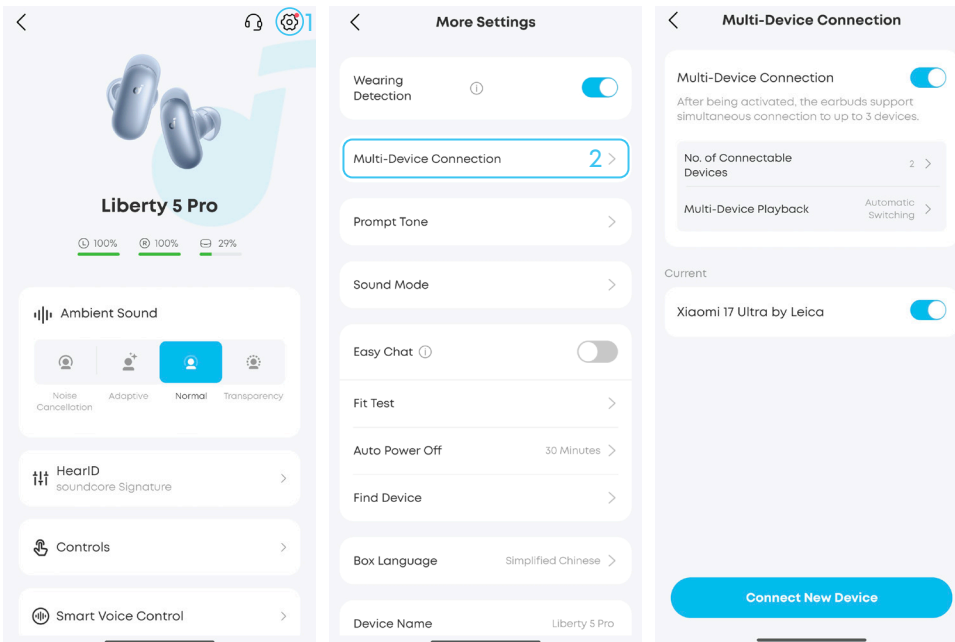 1
Liberty 5 Pro
L 100% R 100% 29%
Ambient Sound
Noise
Cancellation
Adaptive
Normal
Transparency
HearID
soundcore Signature
Controls
Smart Voice Control
More Settings
Wearing
Detection
Multi-Device Connection 2
Prompt Tone
Sound Mode
Easy Chat
Fit Test
Auto Power Off 30 Minutes
Find Device
Box Language Simplified Chinese
Device Name Liberty 5 Pro
Multi-Device Connection
Multi-Device Connection
After being activated, the earbuds support
simultaneous connection to up to 3 devices.
No. of Connectable
Devices
2
Multi-Device Playback
Automatic
Switching
Current
Xiaomi 17 Ultra by Leica
Connect New Device